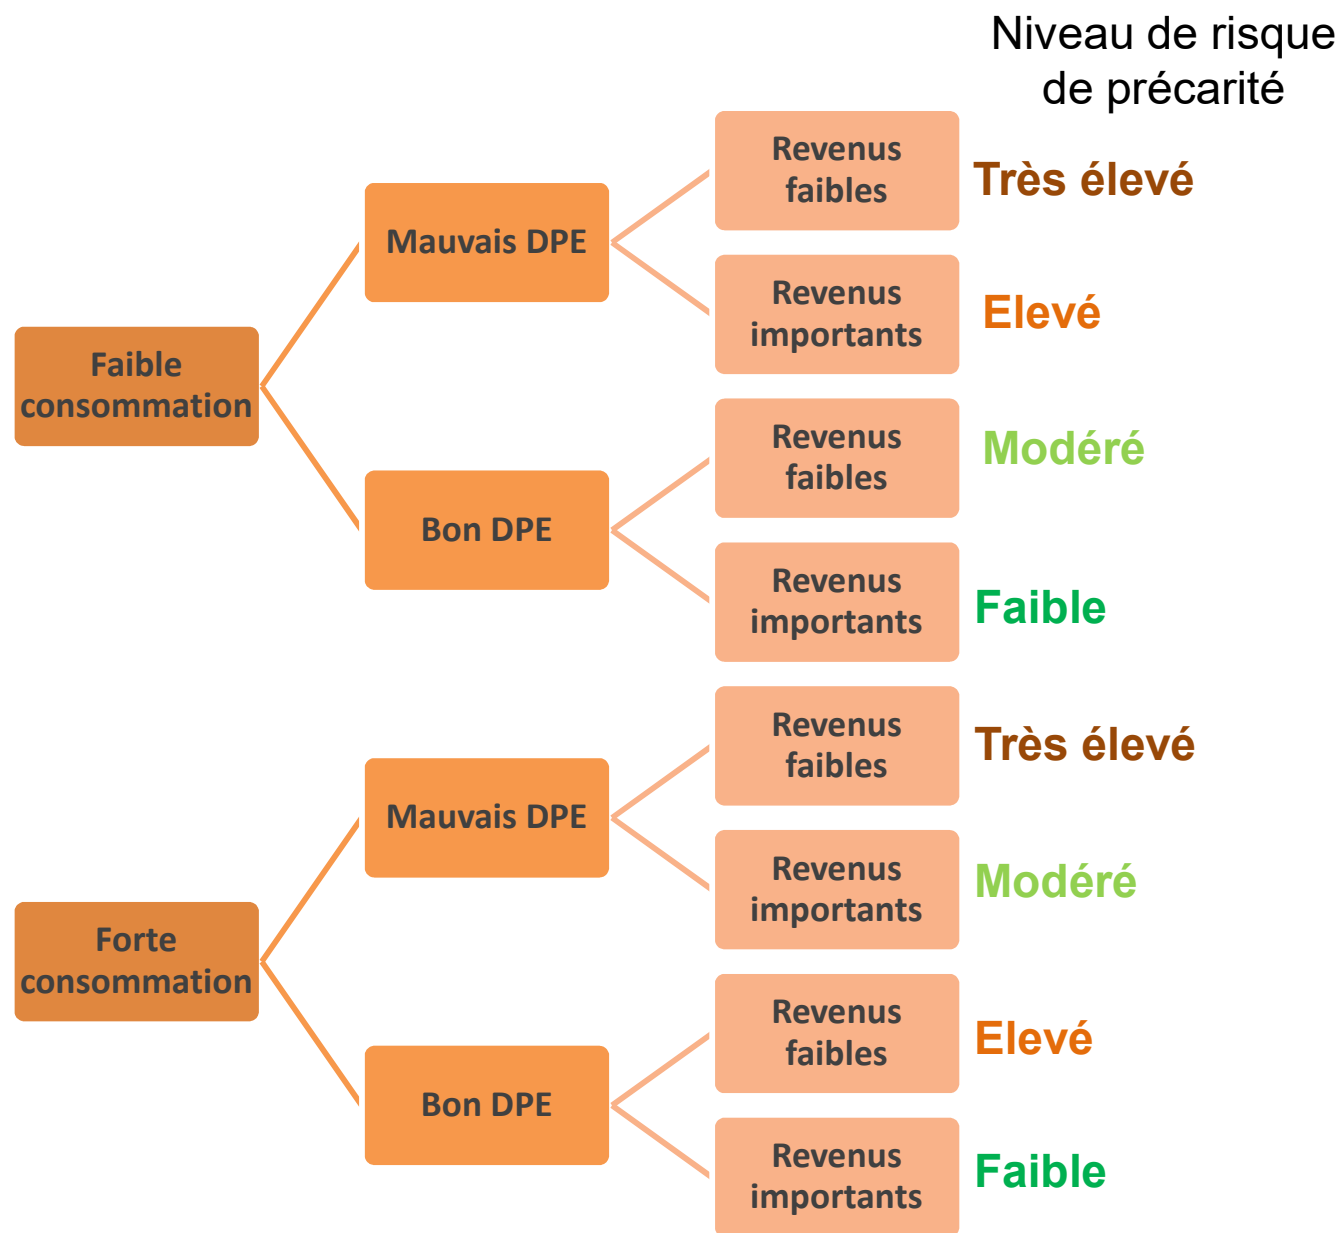 Niveau de risque
de précarité
Faible
consommation
Mauvais DPE
Revenus
faibles
Très élevé
Revenus
importants
Elevé
Bon DPE
Revenus
faibles
Modéré
Revenus
importants
Faible
Forte
consommation
Mauvais DPE
Revenus
faibles
Très élevé
Revenus
importants
Modéré
Bon DPE
Revenus
faibles
Elevé
Revenus
importants
Faible